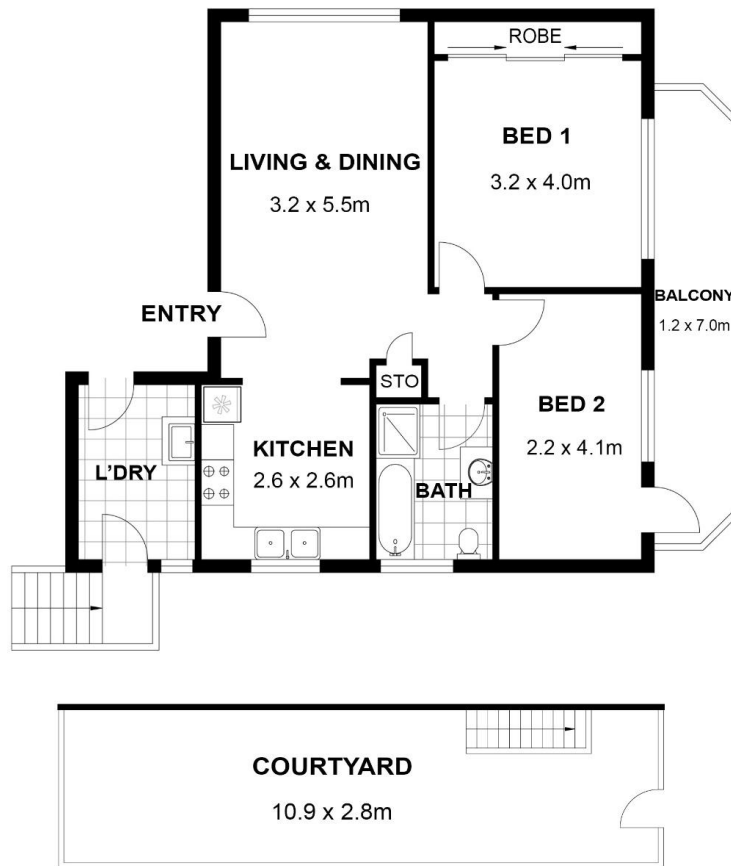 ROBE
BED 1
3.2 x 4.0m
LIVING & DINING
3.2 x 5.5m
BALCONY
1.2 x 7.0m
ENTRY
STO
BED 2
2.2 x 4.1m
KITCHEN
2.6 x 2.6m
L'DRY
BATH
COURTYARD
10.9 x 2.8m